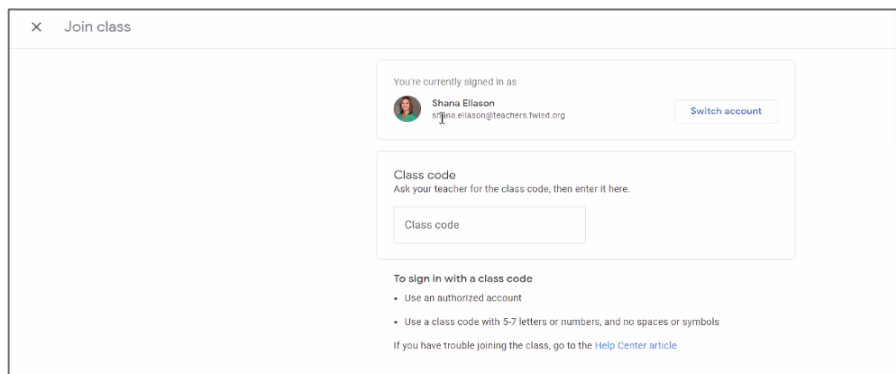 Join class
You're currently signed in as
Shana Ellason
shana.ellason@teachers.fwisd.org
Switch account
Class code
Ask your teacher for the class code, then enter it here.
Class code
To sign in with a class code
• Use an authorized account
• Use a class code with 5-7 letters or numbers, and no spaces or symbols
If you have trouble joining the class, go to the Help Center article